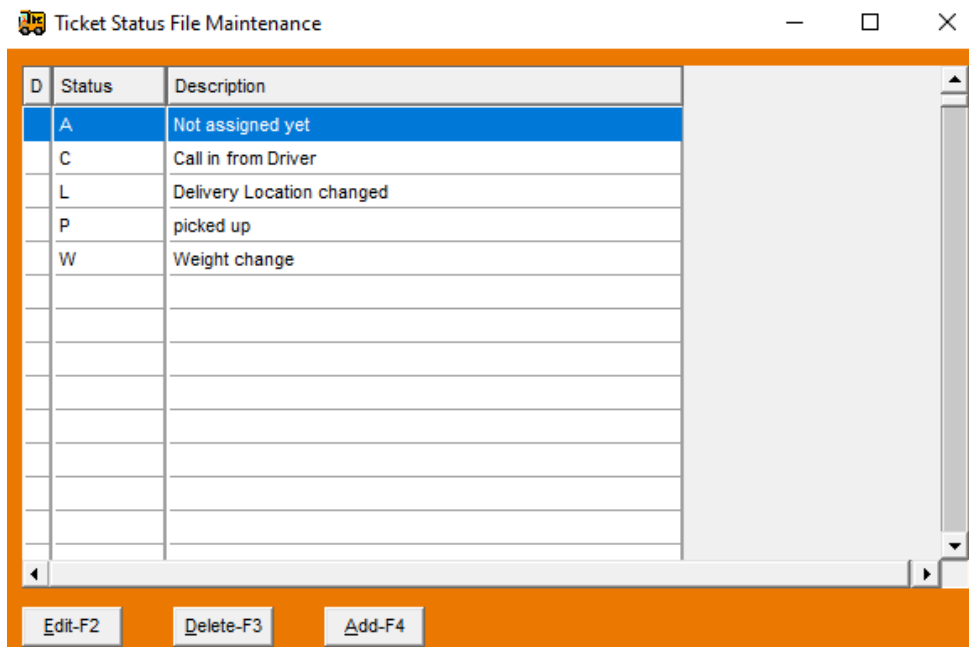 Ticket Status File Maintenance
D Status Description
A Not assigned yet
C Call in from Driver
L Delivery Location changed
P picked up
W Weight change
Edit-F2 Delete-F3 Add-F4